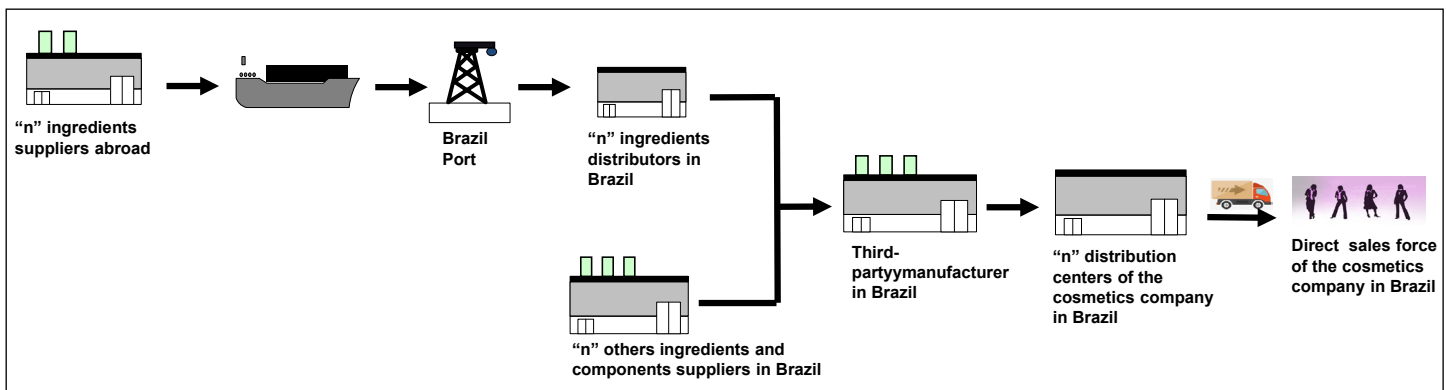 “n” ingredients
suppliers abroad
Brazil
Port
“n” ingredients
distributors in
Brazil
“n” others ingredients and
components suppliers in Brazil
Third-
partyymanufacturer
in Brazil
“n” distribution
centers of the
cosmetics company
in Brazil
Direct sales force
of the cosmetics
company in Brazil